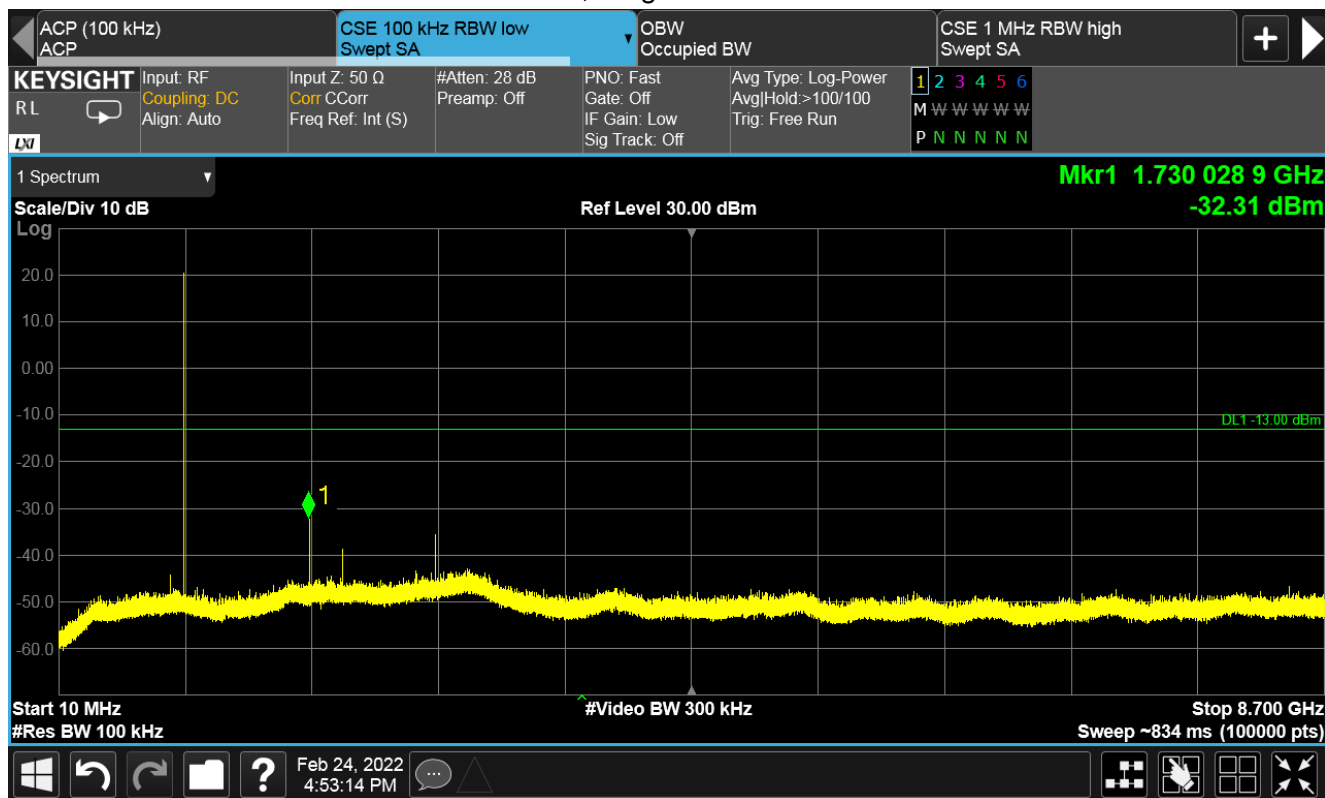 ACP (100 kHz)
ACP
CSE 100 kHz RBW low
Swept SA
OBW
Occupied BW
CSE 1 MHz RBW high
Swept SA
+
KEYSIGHT
RL
LXI
Input: RF
Coupling: DC
Align: Auto
Input Z: 50 Ω
Corr CCorr
Freq Ref: Int (S)
#Atten: 28 dB
Preamp: Off
PNO: Fast
Gate: Off
IF Gain: Low
Sig Track: Off
Avg Type: Log-Power
Avg|Hold:>100/100
Trig: Free Run
1 2 3 4 5 6
M W W W W W
P N N N N N
1 Spectrum
Mkr1 1.730 028 9 GHz
Scale/Div 10 dB
Ref Level 30.00 dBm
-32.31 dBm
Log
20.0
10.0
0.00
-10.0
DL1 -13.00 dBm
-20.0
1
-30.0
-40.0
-50.0
-60.0
Start 10 MHz
#Video BW 300 kHz
Stop 8.700 GHz
#Res BW 100 kHz
Sweep ~834 ms (100000 pts)
?
Feb 24, 2022
4:53:14 PM